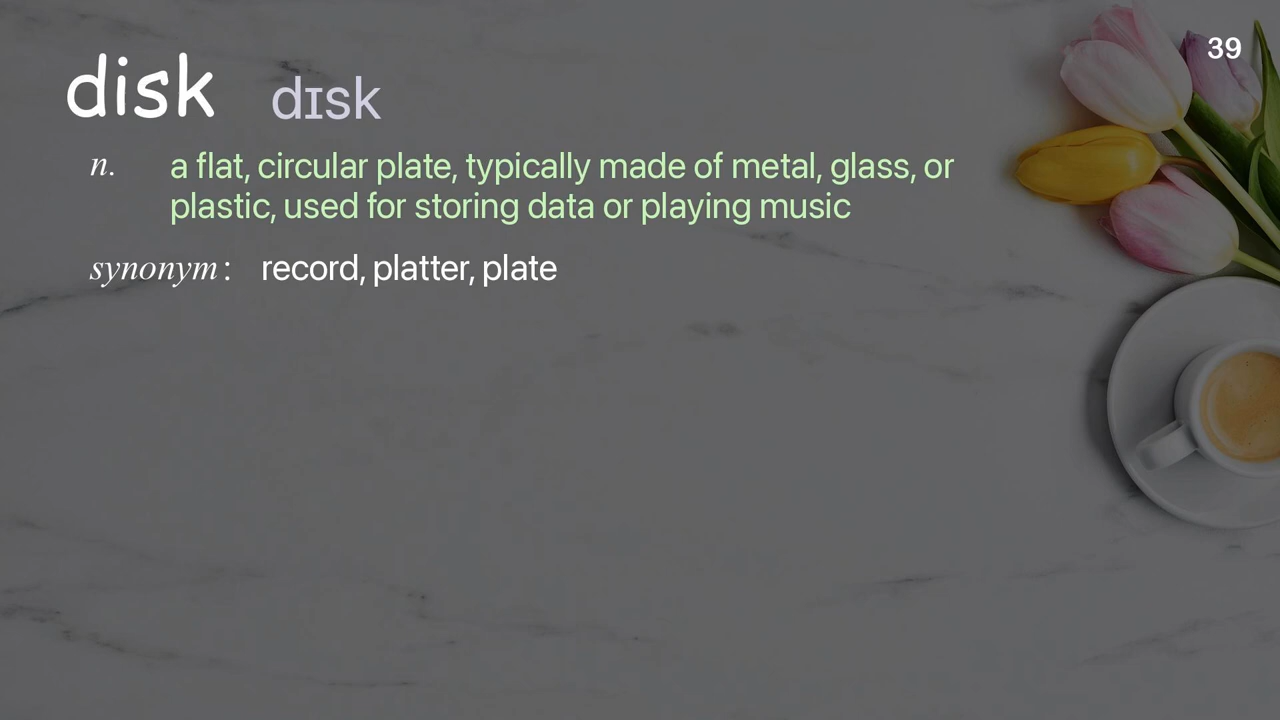 39
disk dɪsk
n. a flat, circular plate, typically made of metal, glass, or
plastic, used for storing data or playing music
synonym: record, platter, plate